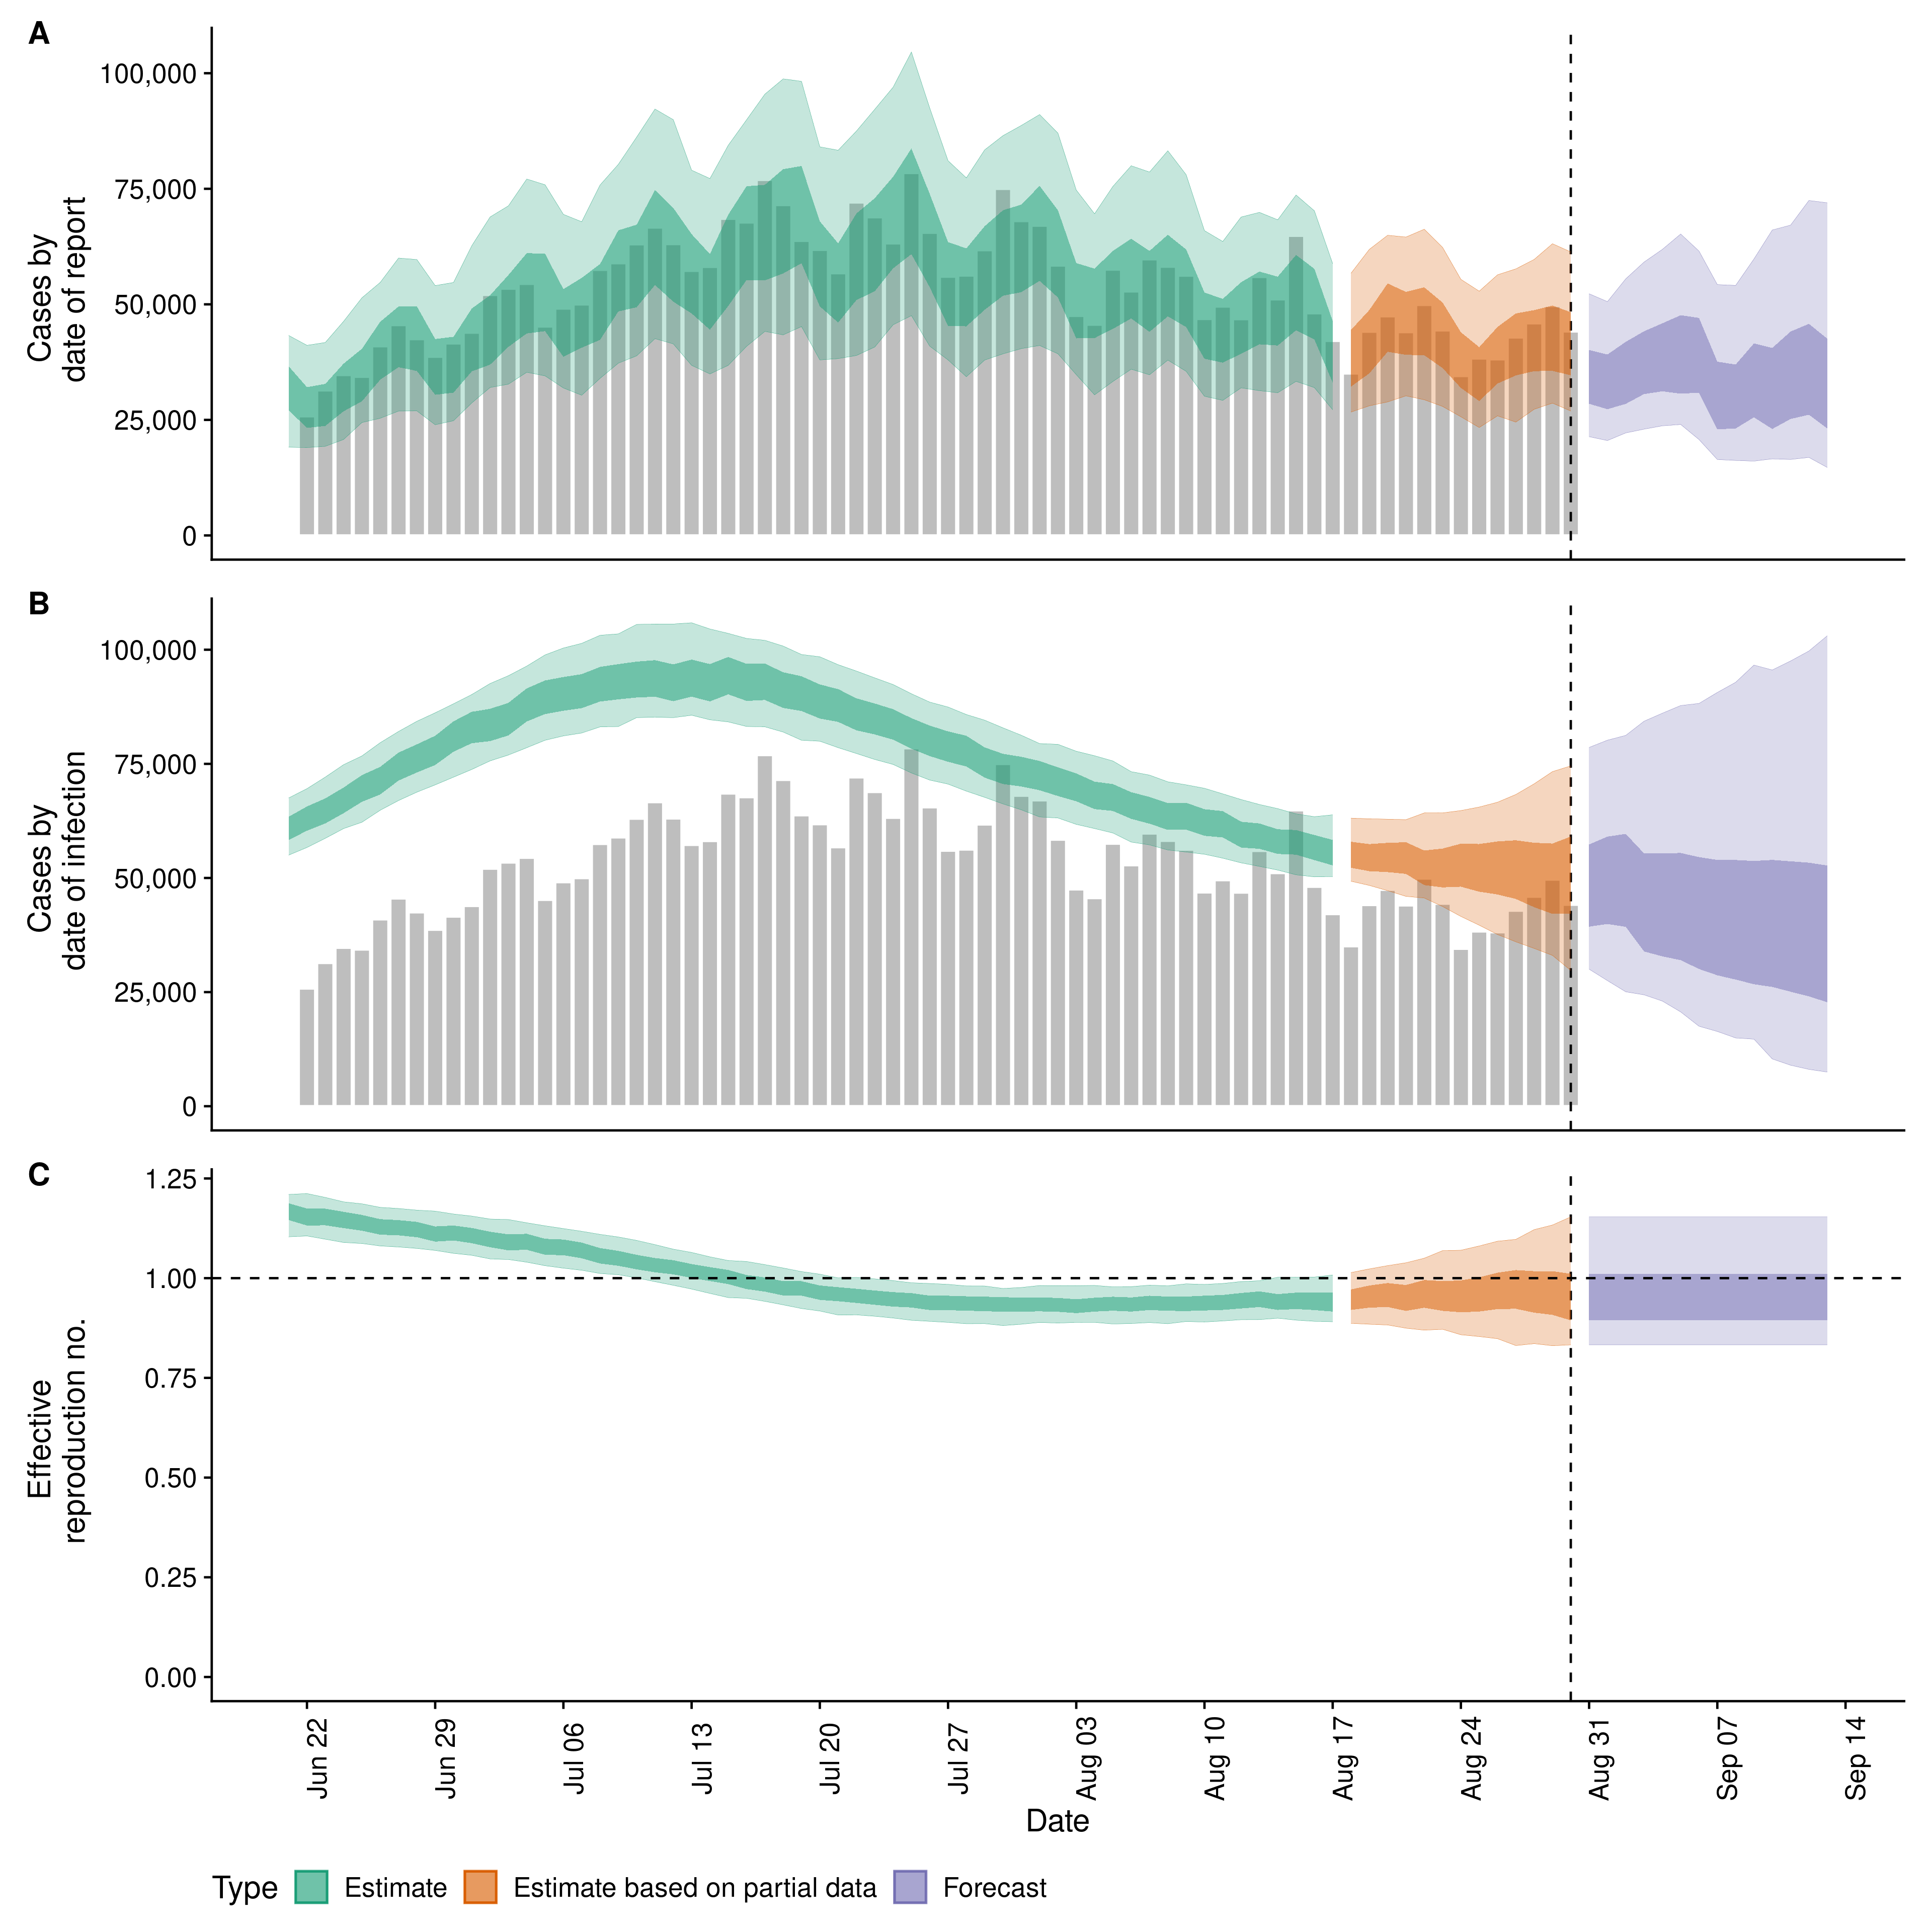 A
Cases by
date of report
100,000
75,000
50,000
25,000
0
B
Cases by
date of infection
100,000
75,000
50,000
25,000
0
C
Effective
reproduction no.
1.25
1.00
0.75
0.50
0.25
0.00
Jun 22
Jun 29
Jul 06
Jul 13
Jul 20
Jul 27
Aug 03
Aug 10
Aug 17
Aug 24
Aug 31
Sep 07
Sep 14
Date
Type Estimate Estimate based on partial data Forecast